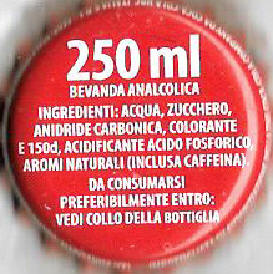 250 ml
BEVANDA ANALCOLICA
INGREDIENTI: ACQUA, ZUCCHERO,
ANIDRIDE CARBONICA, COLORANTE
E 150d, ACIDIFICANTE ACIDO FOSFORICO,
AROMI NATURALI (INCLUSA CAFFEINA).
DA CONSUMARSI
PREFERIBILMENTE ENTRO:
VEDI COLLO DELLA BOTTIGLIA